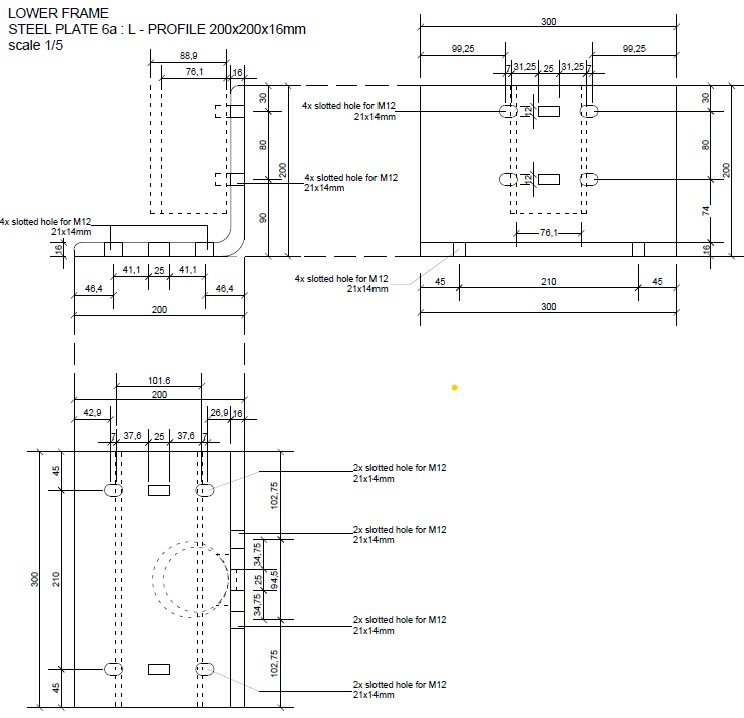 LOWER FRAME
STEEL PLATE 6a : L - PROFILE 200x200x16mm
scale 1/5
88,9
76,1
16
30
80
90
200
4x slotted hole for M12
21x14mm
4x slotted hole for M12
21x14mm
4x slotted hole for M12
21x14mm
16
41,1
25
41,1
46,4
46,4
200
300
99,25
99,25
7
31,25
25
31,25
7
12
12
30
80
74
16
200
76,1
4x slotted hole for M12
21x14mm
45
210
45
300
101.6
200
42,9
26,9
16
7
37,6
25
37,6
7
45
210
45
300
102,75
34,75
25
94,5
34,75
102,75
2x slotted hole for M12
21x14mm
2x slotted hole for M12
21x14mm
2x slotted hole for M12
21x14mm
2x slotted hole for M12
21x14mm